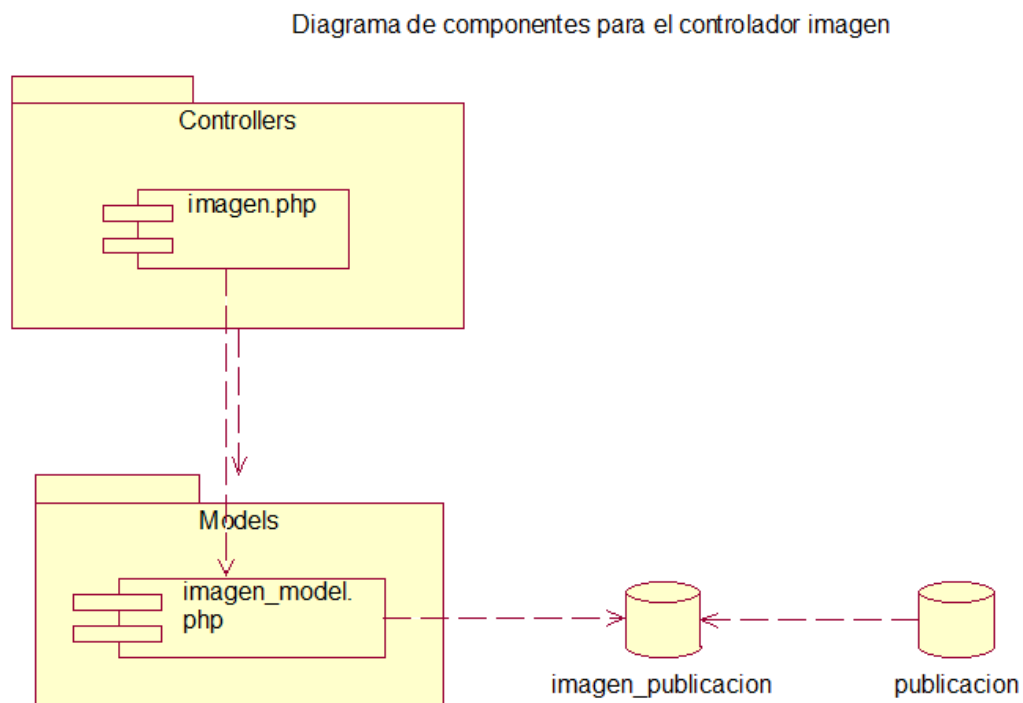 Diagrama de componentes para el controlador imagen
Controllers
imagen.php
Models
imagen_model.
php
imagen_publicacion
publicacion